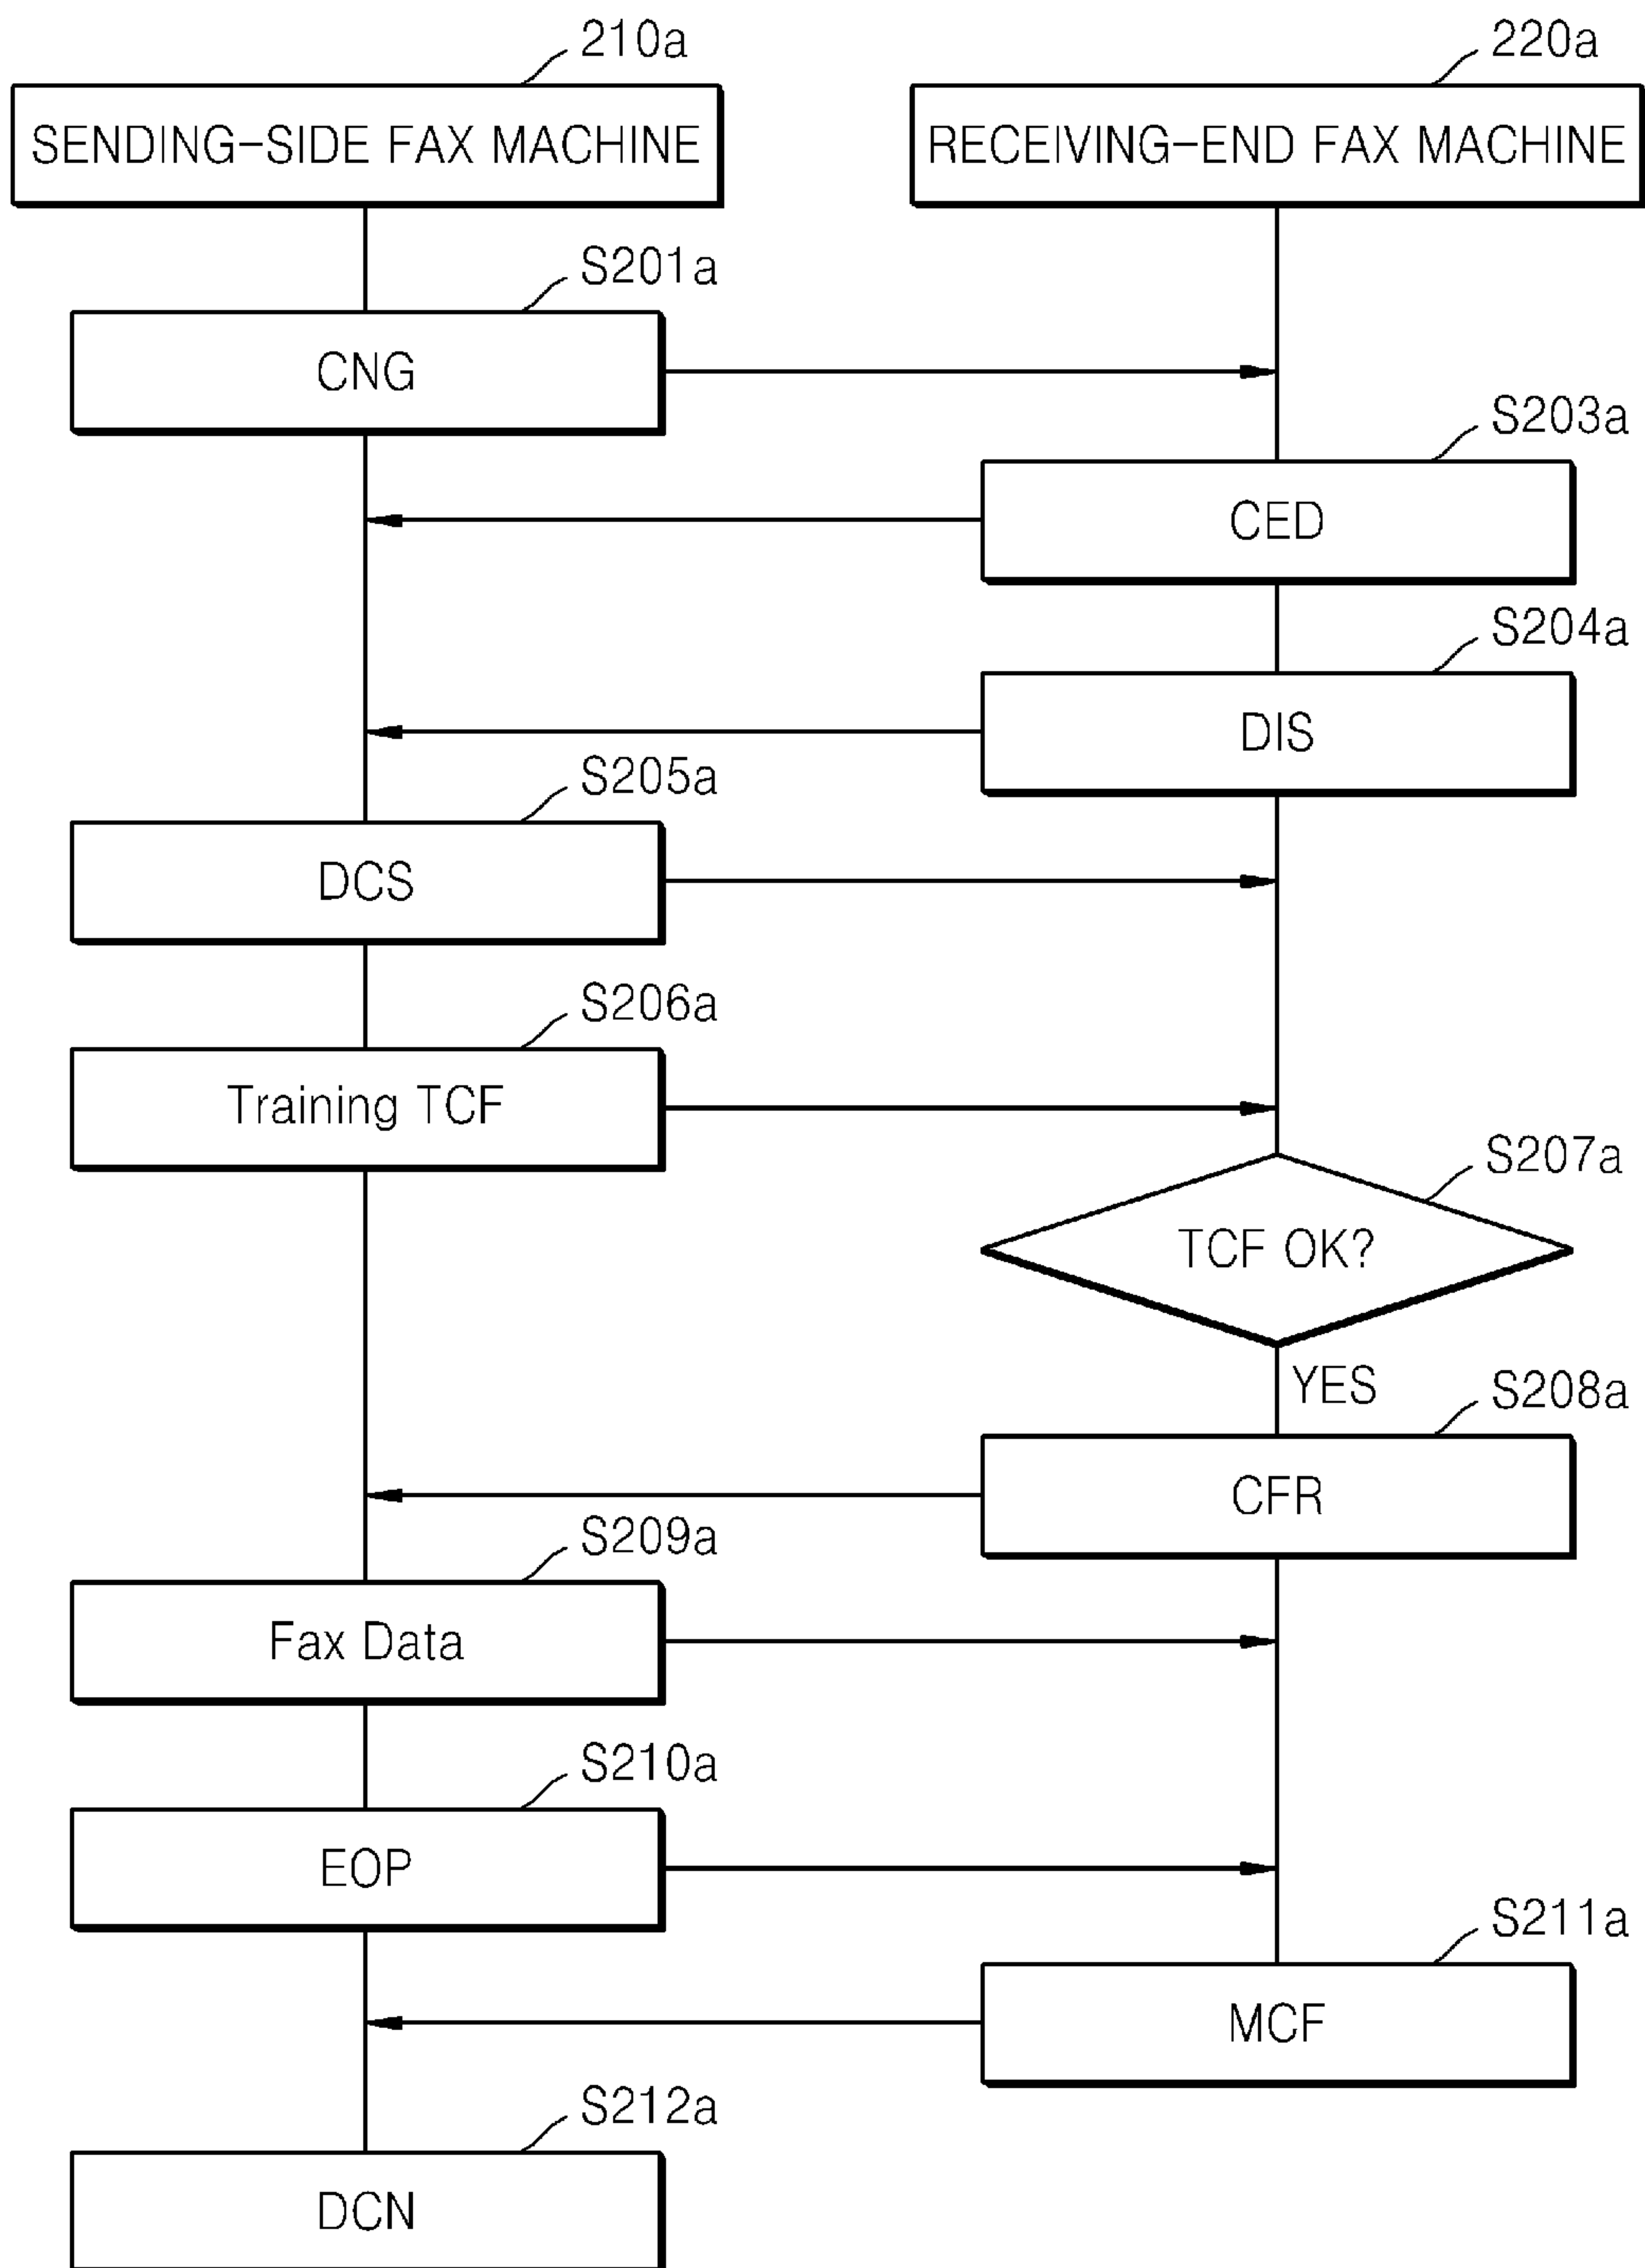 210a
220a
SENDING-SIDE FAX MACHINE
RECEIVING-END FAX MACHINE
S201a
CNG
S203a
CED
S204a
DIS
S205a
DCS
S206a
Training TCF
S207a
TCF OK?
YES
S208a
CFR
S209a
Fax Data
S210a
EOP
S211a
MCF
S212a
DCN